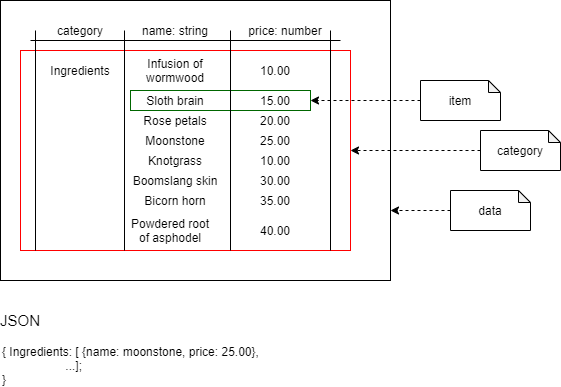 category name: string price: number
Ingredients
Infusion of
wormwood
10.00
Sloth brain 15.00
Rose petals 20.00
Moonstone 25.00
Knotgrass 10.00
Boomslang skin 30.00
Bicorn horn 35.00
Powdered root
of asphodel
40.00
item
category
data
JSON
{ Ingredients: [ {name: moonstone, price: 25.00},
...];
}